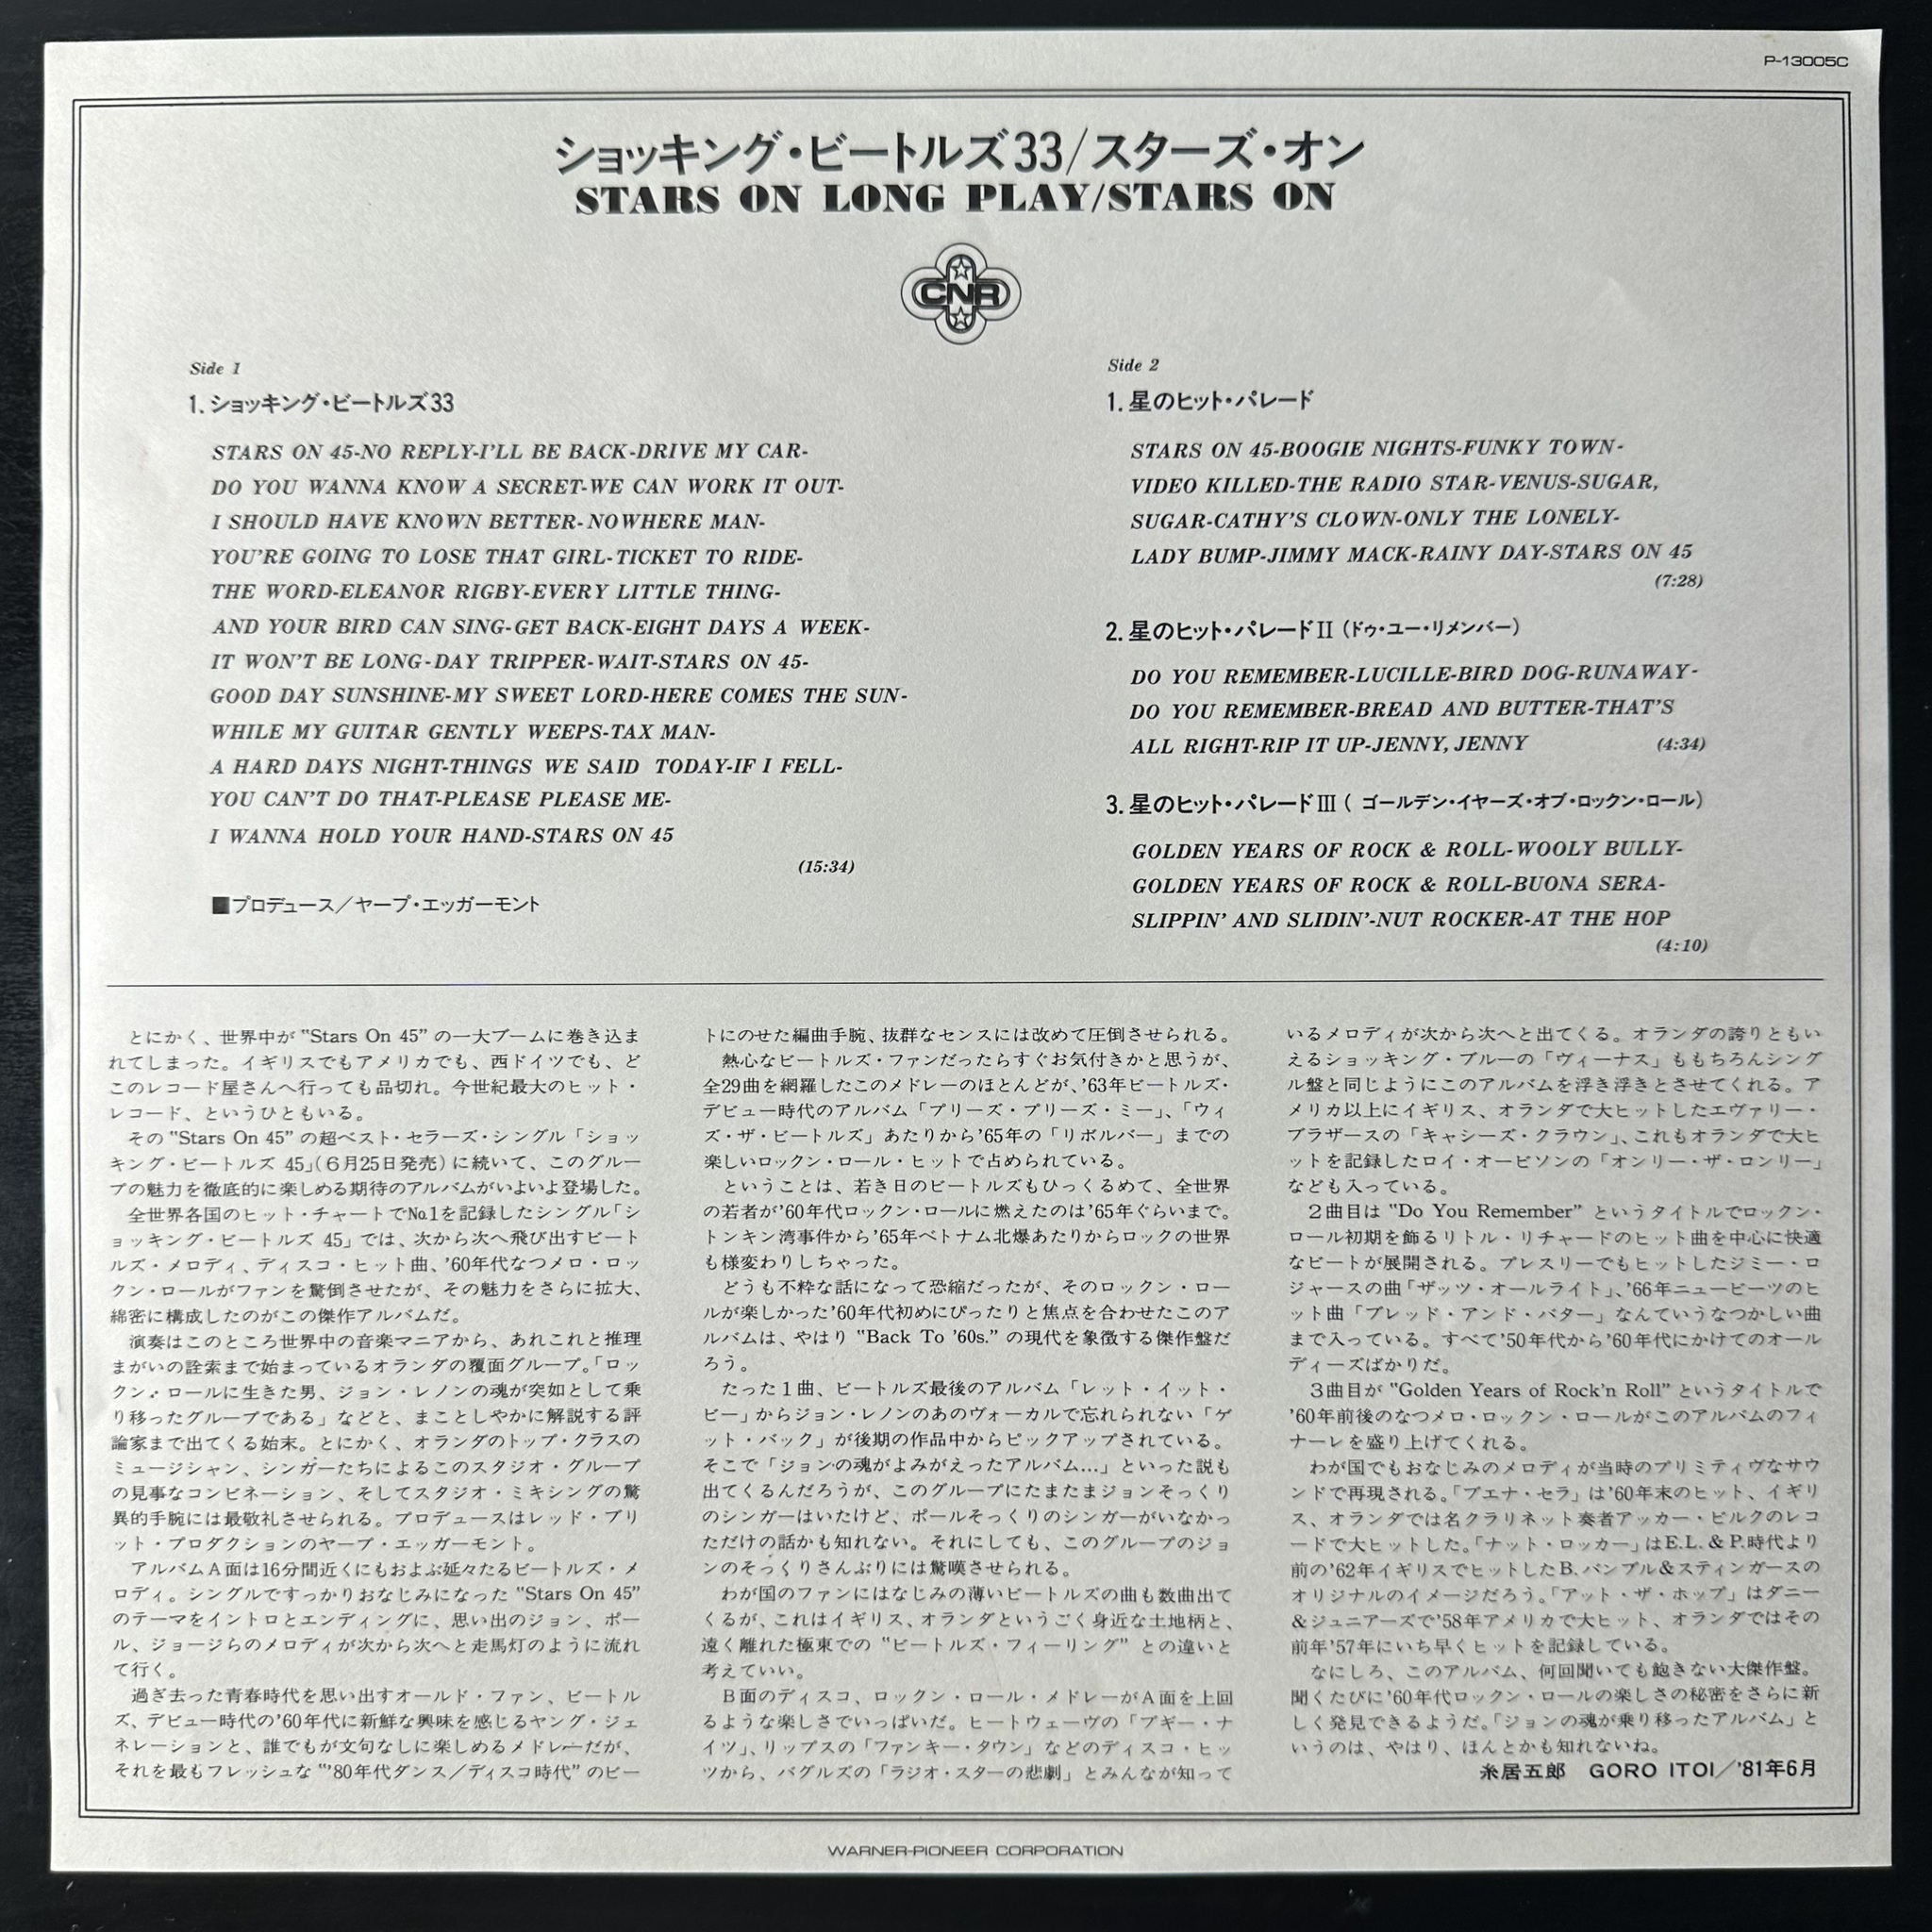 P-13005C
ショッキング・ビートルズ33/スターズ・オン
STARS ON LONG PLAY/STARS ON
CNR
Side 1
1. ショッキング・ビートルズ33
STARS ON 45-NO REPLY-I'LL BE BACK-DRIVE MY CAR-
DO YOU WANNA KNOW A SECRET-WE CAN WORK IT OUT-
I SHOULD HAVE KNOWN BETTER-NOWHERE MAN-
YOU'RE GOING TO LOSE THAT GIRL-TICKET TO RIDE-
THE WORD-ELEANOR RIGBY-EVERY LITTLE THING-
AND YOUR BIRD CAN SING-GET BACK-EIGHT DAYS A WEEK-
IT WON'T BE LONG-DAY TRIPPER-WAIT-STARS ON 45-
GOOD DAY SUNSHINE-MY SWEET LORD-HERE COMES THE SUN-
WHILE MY GUITAR GENTLY WEEPS-TAX MAN-
A HARD DAYS NIGHT-THINGS WE SAID TODAY-IF I FELL-
YOU CAN'T DO THAT-PLEASE PLEASE ME-
I WANNA HOLD YOUR HAND-STARS ON 45
(15:34)
■プロデュース／ヤープ・エッガーモント
Side 2
1. 星のヒット・パレード
STARS ON 45-BOOGIE NIGHTS-FUNKY TOWN-
VIDEO KILLED-THE RADIO STAR-VENUS-SUGAR,
SUGAR-CATHY'S CLOWN-ONLY THE LONELY-
LADY BUMP-JIMMY MACK-RAINY DAY-STARS ON 45
(7:28)
2. 星のヒット・パレードII（ドゥ・ユー・リメンバー）
DO YOU REMEMBER-LUCILLE-BIRD DOG-RUNAWAY-
DO YOU REMEMBER-BREAD AND BUTTER-THAT'S
ALL RIGHT-RIP IT UP-JENNY, JENNY (4:34)
3. 星のヒット・パレードIII（ ゴールデン・イヤーズ・オブ・ロックン・ロール）
GOLDEN YEARS OF ROCK & ROLL-WOOLY BULLY-
GOLDEN YEARS OF ROCK & ROLL-BUONA SERA-
SLIPPIN' AND SLIDIN'-NUT ROCKER-AT THE HOP
(4:10)
とにかく、世界中が “Stars On 45” の一大ブームに巻き込ま
れてしまった。イギリスでもアメリカでも、西ドイツでも、ど
このレコード屋さんへ行っても品切れ。今世紀最大のヒット・
レコード、というひともいる。
その “Stars On 45” の超ベスト・セラーズ・シングル「ショッ
キング・ビートルズ 45」(６月25日発売) に続いて、このグルー
プの魅力を徹底的に楽しめる期待のアルバムがいよいよ登場した。
全世界各国のヒット・チャートで№1を記録したシングル「シ
ョッキング・ビートルズ 45」では、次から次へ飛び出すビート
ルズ・メロディ、ディスコ・ヒット曲、'60年代なつメロ・ロッ
クン・ロールがファンを驚倒させたが、その魅力をさらに拡大、
綿密に構成したのがこの傑作アルバムだ。
演奏はこのところ世界中の音楽マニアから、あれこれと推理
まがいの詮索まで始まっているオランダの覆面グループ。「ロッ
クン・ロールに生きた男、ジョン・レノンの魂が突如として乗
り移ったグループである」などと、まことしやかに解説する評
論家まで出てくる始末。とにかく、オランダのトップ・クラスの
ミュージシャン、シンガーたちによるこのスタジオ・グループ
の見事なコンビネーション、そしてスタジオ・ミキシングの驚
異的手腕には最敬礼させられる。プロデュースはレッド・ブリ
ット・プロダクションのヤープ・エッガーモント。
アルバムＡ面は16分間近くにもおよぶ延々たるビートルズ・メ
ロディ。シングルですっかりおなじみになった “Stars On 45”
のテーマをイントロとエンディングに、思い出のジョン、ポー
ル、ジョージらのメロディが次から次へと走馬灯のように流れ
て行く。
過ぎ去った青春時代を思い出すオールド・ファン、ビートル
ズ、デビュー時代の'60年代に新鮮な興味を感じるヤング・ジェ
ネレーションと、誰でもが文句なしに楽しめるメドレーだが、
それを最もフレッシュな “'80年代ダンス／ディスコ時代” のビー
トにのせた編曲手腕、抜群なセンスには改めて圧倒させられる。
熱心なビートルズ・ファンだったらすぐお気付きかと思うが、
全29曲を網羅したこのメドレーのほとんどが、'63年ビートルズ・
デビュー時代のアルバム「プリーズ・プリーズ・ミー」、「ウィ
ズ・ザ・ビートルズ」あたりから'65年の「リボルバー」までの
楽しいロックン・ロール・ヒットで占められている。
ということは、若き日のビートルズもひっくるめて、全世界
の若者が'60年代ロックン・ロールに燃えたのは'65年ぐらいまで。
トンキン湾事件から'65年ベトナム北爆あたりからロックの世界
も様変わりしちゃった。
どうも不粋な話になって恐縮だったが、そのロックン・ロー
ルが楽しかった'60年代初めにぴったりと焦点を合わせたこのア
ルバムは、やはり “Back To '60s.” の現代を象徴する傑作盤だ
ろう。
たった１曲、ビートルズ最後のアルバム「レット・イット・
ビー」からジョン・レノンのあのヴォーカルで忘れられない「ゲ
ット・バック」が後期の作品中からピックアップされている。
そこで「ジョンの魂がよみがえったアルバム…」といった説も
出てくるんだろうが、このグループにたまたまジョンそっくり
のシンガーはいたけど、ポールそっくりのシンガーがいなかっ
ただけの話かも知れない。それにしても、このグループのジョ
ンのそっくりさんぶりには驚嘆させられる。
わが国のファンにはなじみの薄いビートルズの曲も数曲出て
くるが、これはイギリス、オランダというごく身近な土地柄と、
遠く離れた極東での “ビートルズ・フィーリング” との違いと
考えていい。
Ｂ面のディスコ、ロックン・ロール・メドレーがＡ面を上回
るような楽しさでいっぱいだ。ヒートウェーヴの「ブギー・ナ
イツ」、リップスの「ファンキー・タウン」などのディスコ・ヒッ
ツから、バグルズの「ラジオ・スターの悲劇」とみんなが知って
いるメロディが次から次へと出てくる。オランダの誇りともい
えるショッキング・ブルーの「ヴィーナス」ももちろんシング
ル盤と同じようにこのアルバムを浮き浮きとさせてくれる。ア
メリカ以上にイギリス、オランダで大ヒットしたエヴァリー・
ブラザースの「キャシーズ・クラウン」、これもオランダで大ヒ
ットを記録したロイ・オービソンの「オンリー・ザ・ロンリー」
なども入っている。
２曲目は “Do You Remember” というタイトルでロックン・
ロール初期を飾るリトル・リチャードのヒット曲を中心に快適
なビートが展開される。プレスリーでもヒットしたジミー・ロ
ジャースの曲「ザッツ・オールライト」、'66年ニュービーツのヒ
ット曲「ブレッド・アンド・バター」なんていうなつかしい曲
まで入っている。すべて'50年代から'60年代にかけてのオール
ディーズばかりだ。
３曲目が “Golden Years of Rock'n Roll” というタイトルで
'60年前後のなつメロ・ロックン・ロールがこのアルバムのフィ
ナーレを盛り上げてくれる。
わが国でもおなじみのメロディが当時のプリミティヴなサウ
ンドで再現される。「ブエナ・セラ」は'60年末のヒット、イギリ
ス、オランダでは名クラリネット奏者アッカー・ビルクのレコ
ードで大ヒットした。「ナット・ロッカー」はE.L.＆P.時代より
前の'62年イギリスでヒットしたB.バンブル&スティンガースの
オリジナルのイメージだろう。「アット・ザ・ホップ」はダニー
&ジュニアーズで'58年アメリカで大ヒット、オランダではその
前年'57年にいち早くヒットを記録している。
なにしろ、このアルバム、何回聞いても飽きない大傑作盤。
聞くたびに'60年代ロックン・ロールの楽しさの秘密をさらに新
しく発見できるようだ。「ジョンの魂が乗り移ったアルバム」と
いうのは、やはり、ほんとかも知れないね。
糸居五郎 GORO ITOI／'81年6月
WARNER-PIONEER CORPORATION